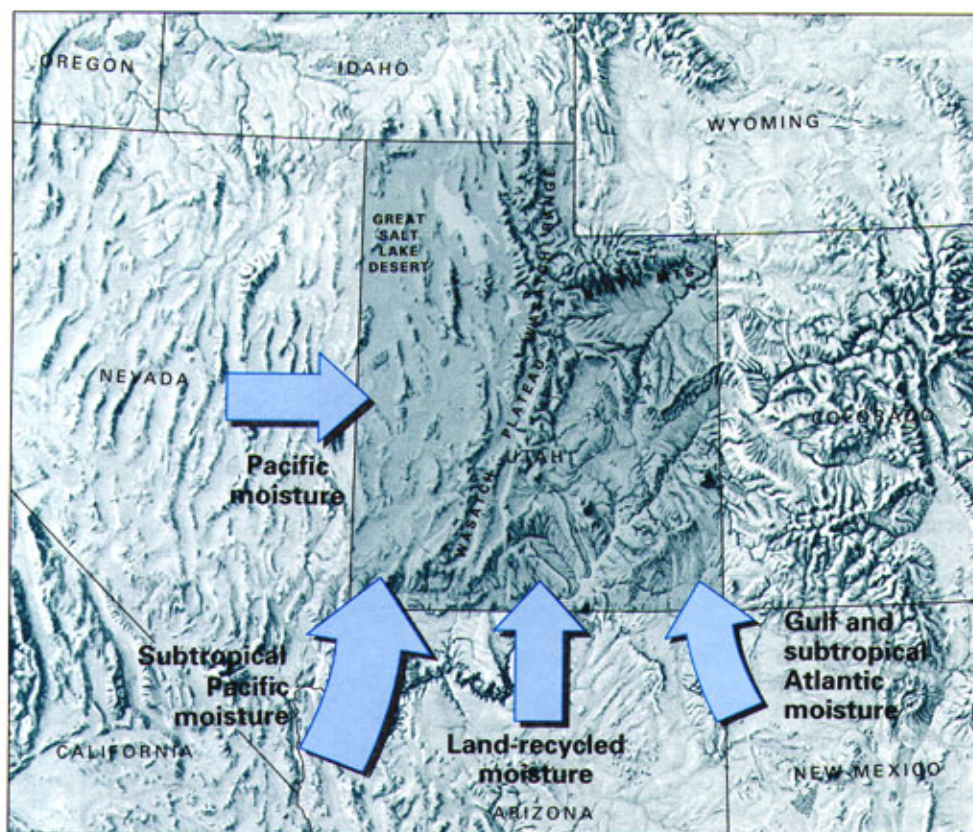 OREGON
IDAHO
WYOMING
GREAT
SALT
LAKE
DESERT
WASATCH RANGE
MTS
NEVADA
WASATCH PLATEAU
UTAH
COLORADO
Pacific
moisture
Subtropical
Pacific
moisture
Land-recycled
moisture
Gulf and
subtropical
Atlantic
moisture
CALIFORNIA
ARIZONA
NEW MEXICO